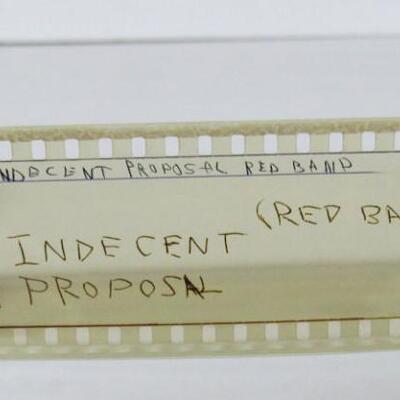 NDECENT PROPOSAL RED BAND
(RED BA
INDECENT
PROPOSAL